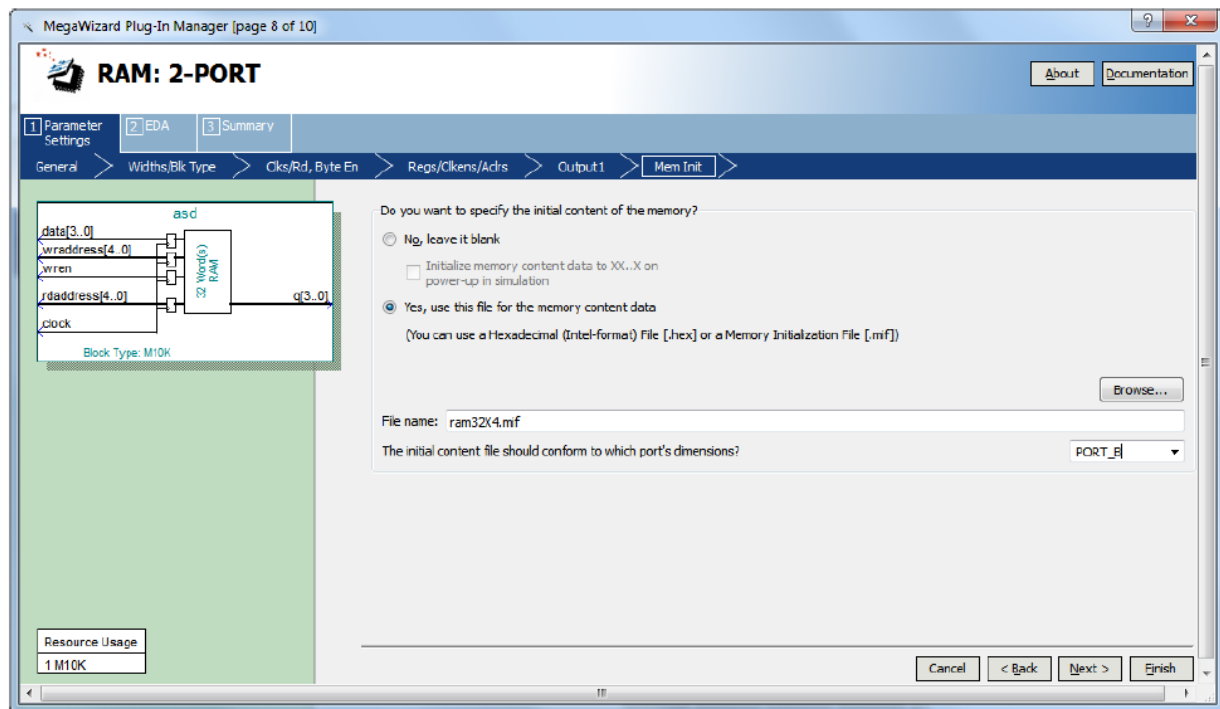 MegaWizard Plug-In Manager [page 8 of 10]
RAM: 2-PORT
About
Documentation
1 Parameter Settings
2 EDA
3 Summary
General
Widths/Blk Type
Clks/Rd, Byte En
Regs/Clkens/Aclrs
Output1
Mem Init
asd
data[3..0]
wraddress[4..0]
wren
rdaddress[4..0]
clock
32 Word(s)
RAM
q[3..0]
Block Type: M10K
Do you want to specify the initial content of the memory?
No, leave it blank
Initialize memory content data to XX..X on
power-up in simulation
Yes, use this file for the memory content data
(You can use a Hexadecimal (Intel-format) File [.hex] or a Memory Initialization File [.mif])
Browse...
File name: ram32X4.mif
The initial content file should conform to which port's dimensions?
PORT_B
Resource Usage
1 M10K
Cancel
< Back
Next >
Finish